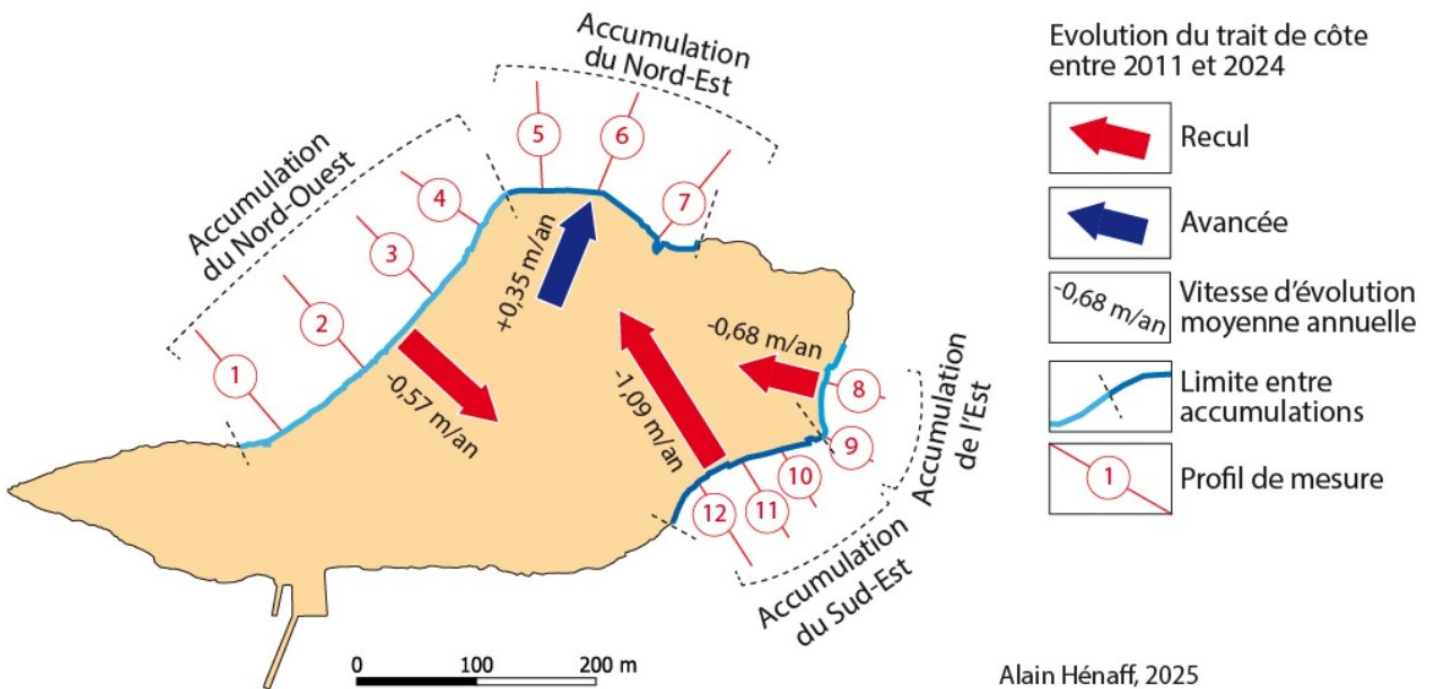 Accumulation
du Nord-Ouest
Accumulation
du Nord-Est
1
2
3
4
5
6
7
+0,35 m/an
-0,57 m/an
-1,09 m/an
-0,68 m/an
8
9
10
11
12
Accumulation
de l'Est
Accumulation
du Sud-Est
0 100 200 m
Evolution du trait de côte
entre 2011 et 2024
Recul
Avancée
-0,68 m/an
Vitesse d'évolution
moyenne annuelle
Limite entre
accumulations
1
Profil de mesure
Alain Hénaff, 2025